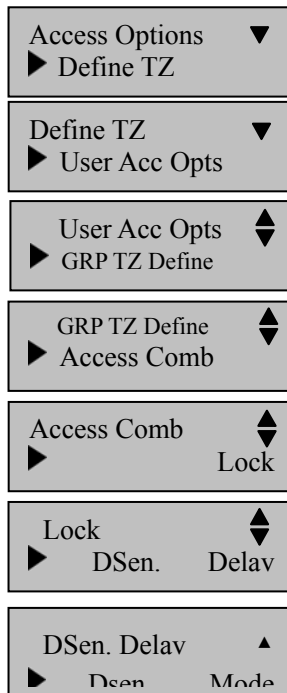 Access Options ▼
▶ Define TZ
Define TZ ▼
▶ User Acc Opts
User Acc Opts
▶ GRP TZ Define
GRP TZ Define
▶ Access Comb
Access Comb
▶ Lock
Lock
▶ DSen. Delav
DSen. Delav ▲
▶ Dsen. Mode